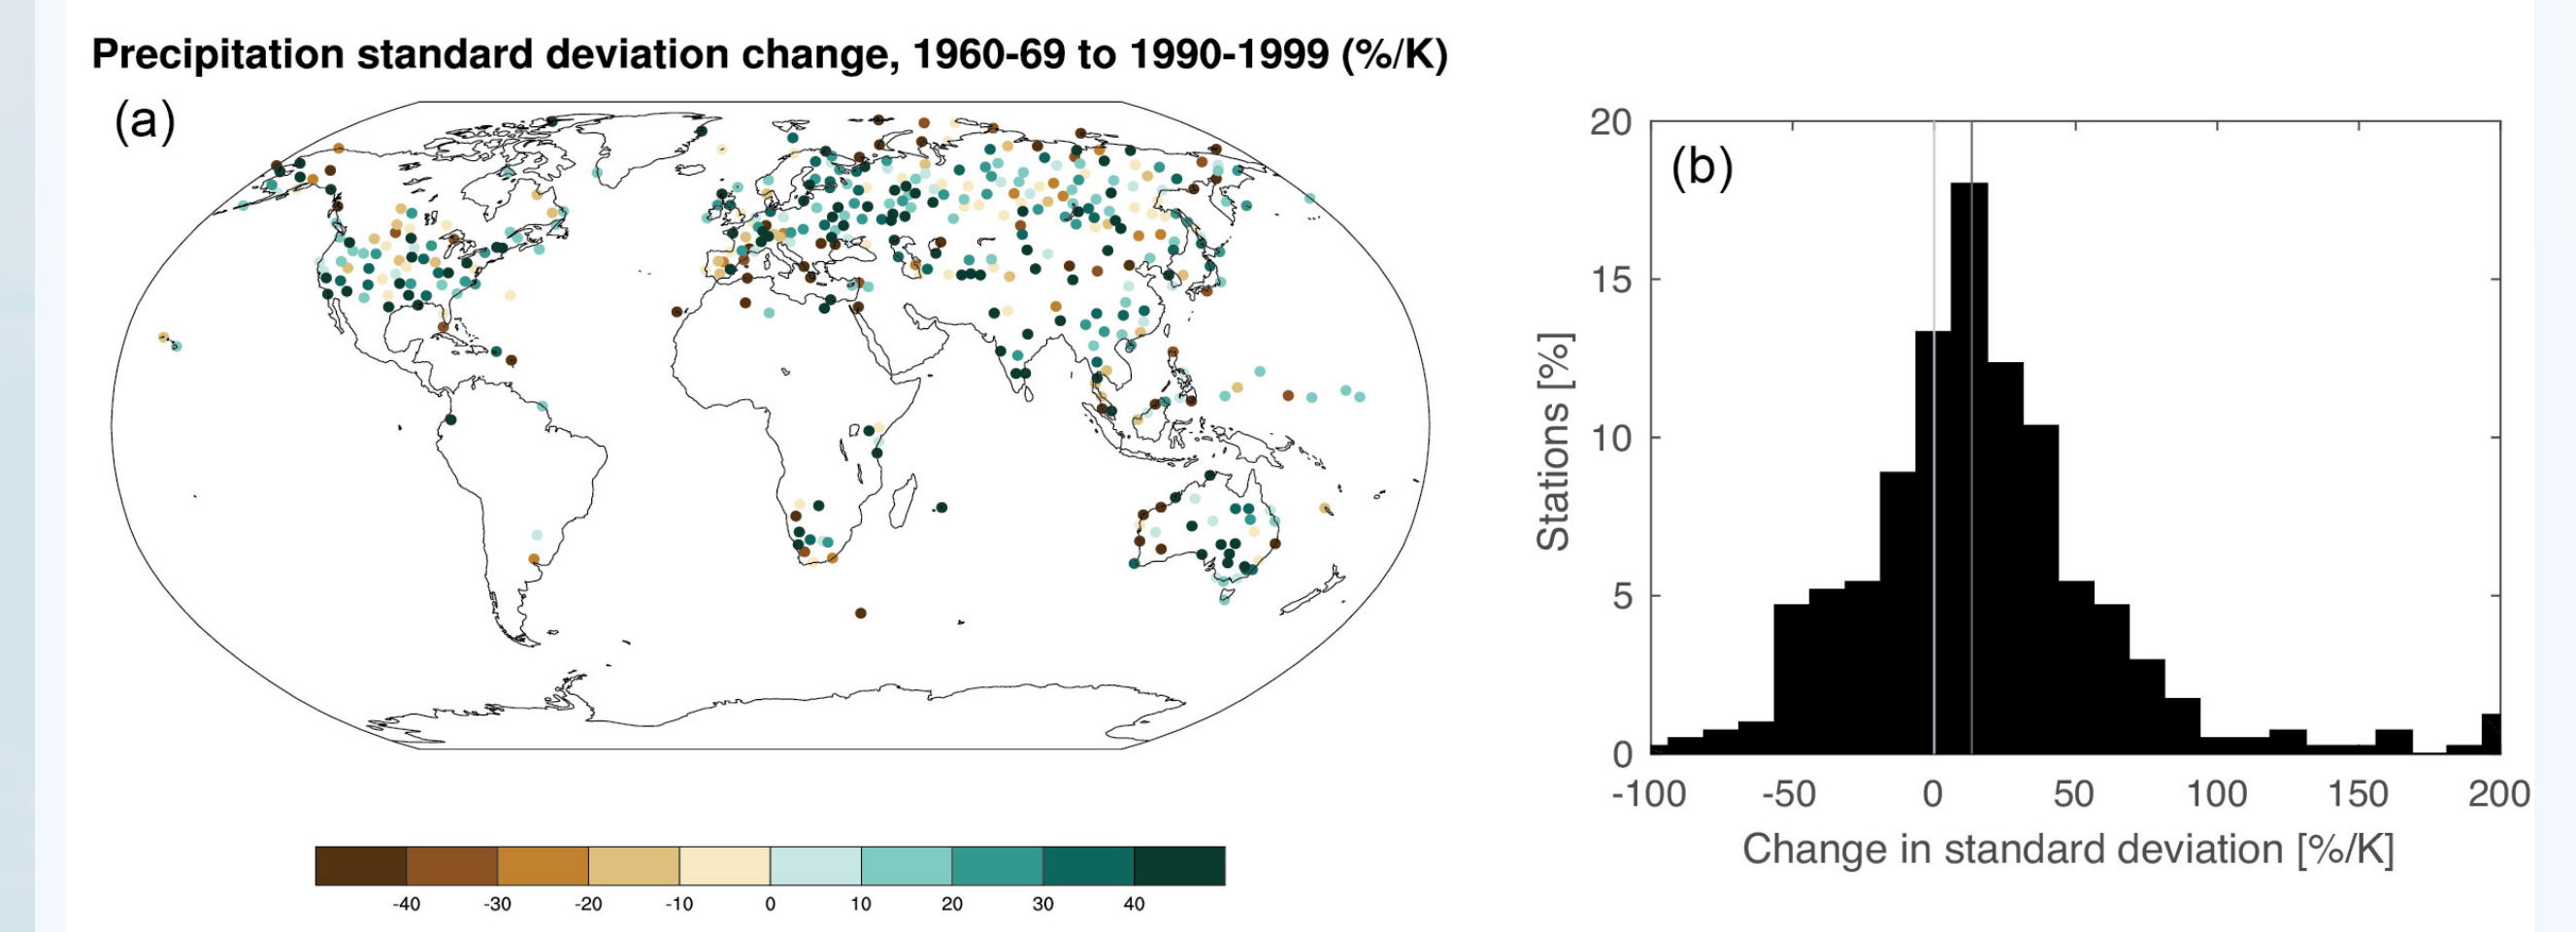 Precipitation standard deviation change, 1960-69 to 1990-1999 (%/K)
(a)
-40 -30 -20 -10 0 10 20 30 40
(b)
Stations [%]
20
15
10
5
0
-100 -50 0 50 100 150 200
Change in standard deviation [%/K]